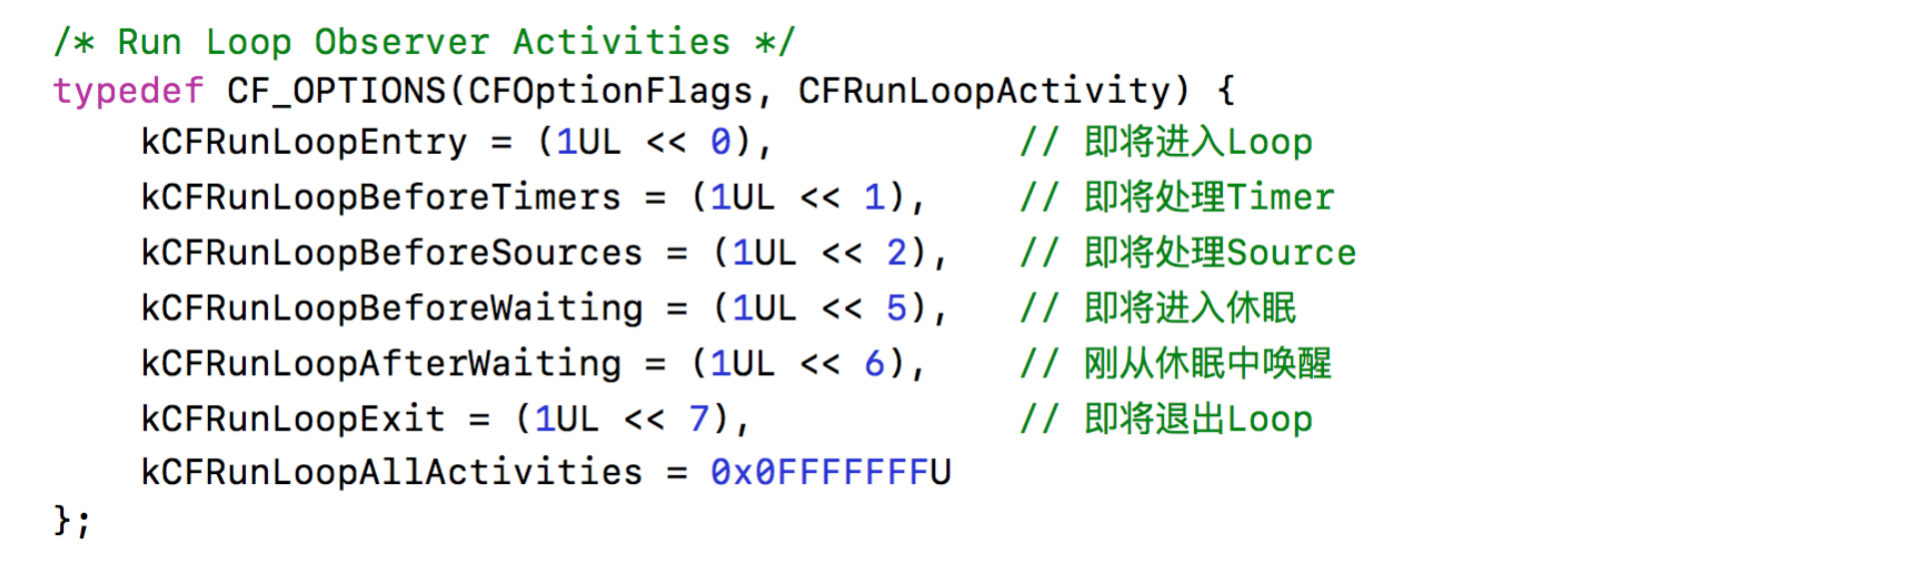 /* Run Loop Observer Activities */
typedef CF_OPTIONS(CFOptionFlags, CFRunLoopActivity) {
    kCFRunLoopEntry = (1UL << 0),           // 即将进入Loop
    kCFRunLoopBeforeTimers = (1UL << 1),    // 即将处理Timer
    kCFRunLoopBeforeSources = (1UL << 2),   // 即将处理Source
    kCFRunLoopBeforeWaiting = (1UL << 5),   // 即将进入休眠
    kCFRunLoopAfterWaiting = (1UL << 6),    // 刚从休眠中唤醒
    kCFRunLoopExit = (1UL << 7),            // 即将退出Loop
    kCFRunLoopAllActivities = 0x0FFFFFFFU
};